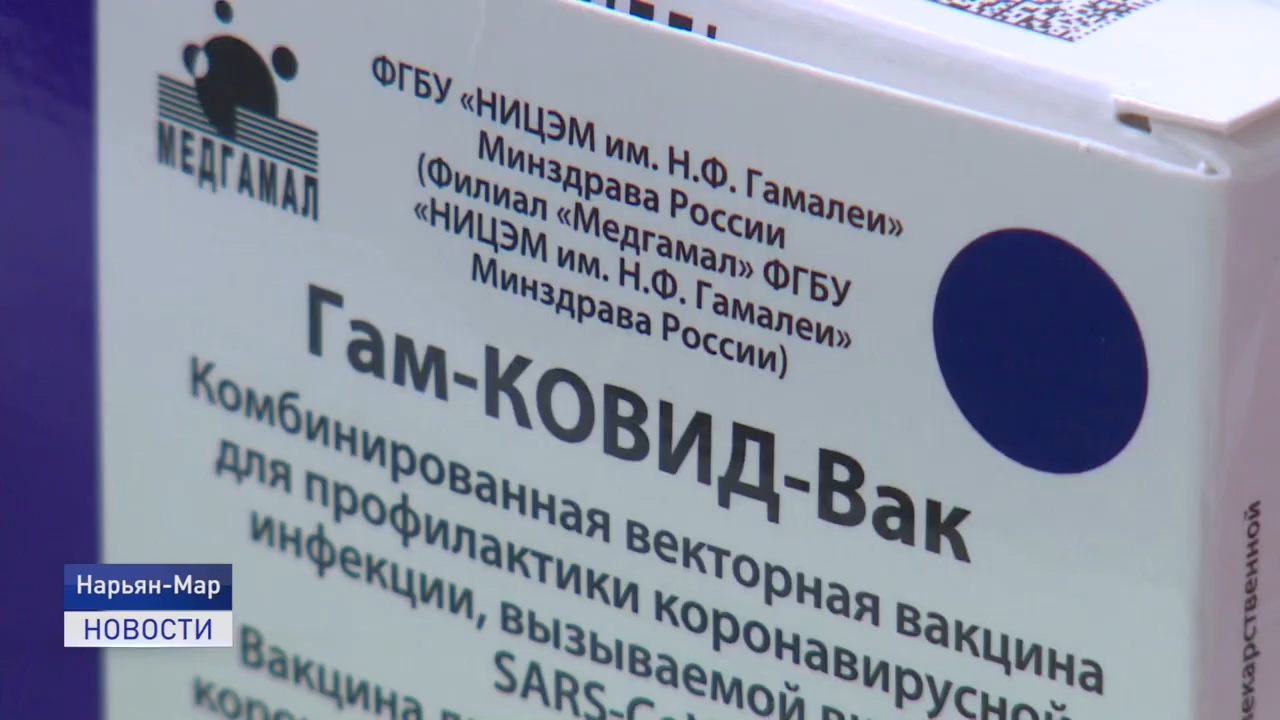 МЕДГАМАЛ
ФГБУ «НИЦЭМ им. Н.Ф. Гамалеи»
Минздрава России
(Филиал «Медгамал» ФГБУ
«НИЦЭМ им. Н.Ф. Гамалеи»
Минздрава России)
Гам-КОВИД-Вак
Комбинированная векторная вакцина
для профилактики коронавирусной
инфекции, вызываемой
Вакцина
Нарьян-Мар
НОВОСТИ